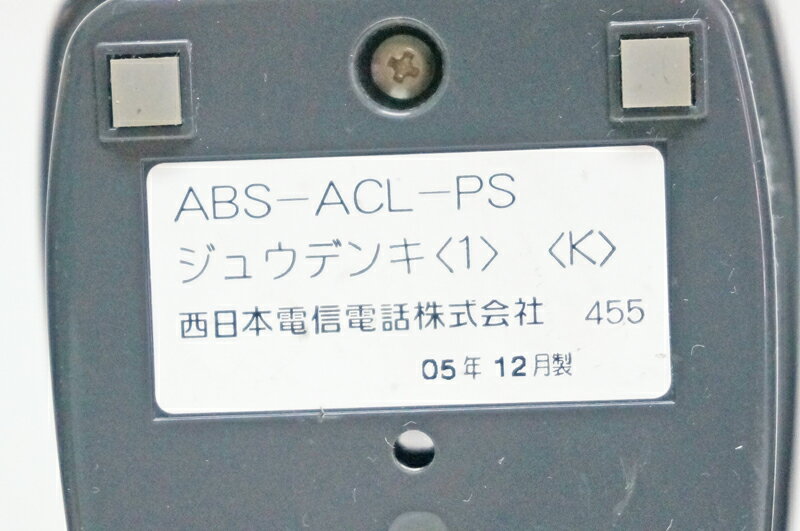 ABS-ACL-PS
ジュウデンキ〈1〉 〈K〉
西日本電信電話株式会社 455
05年12月製